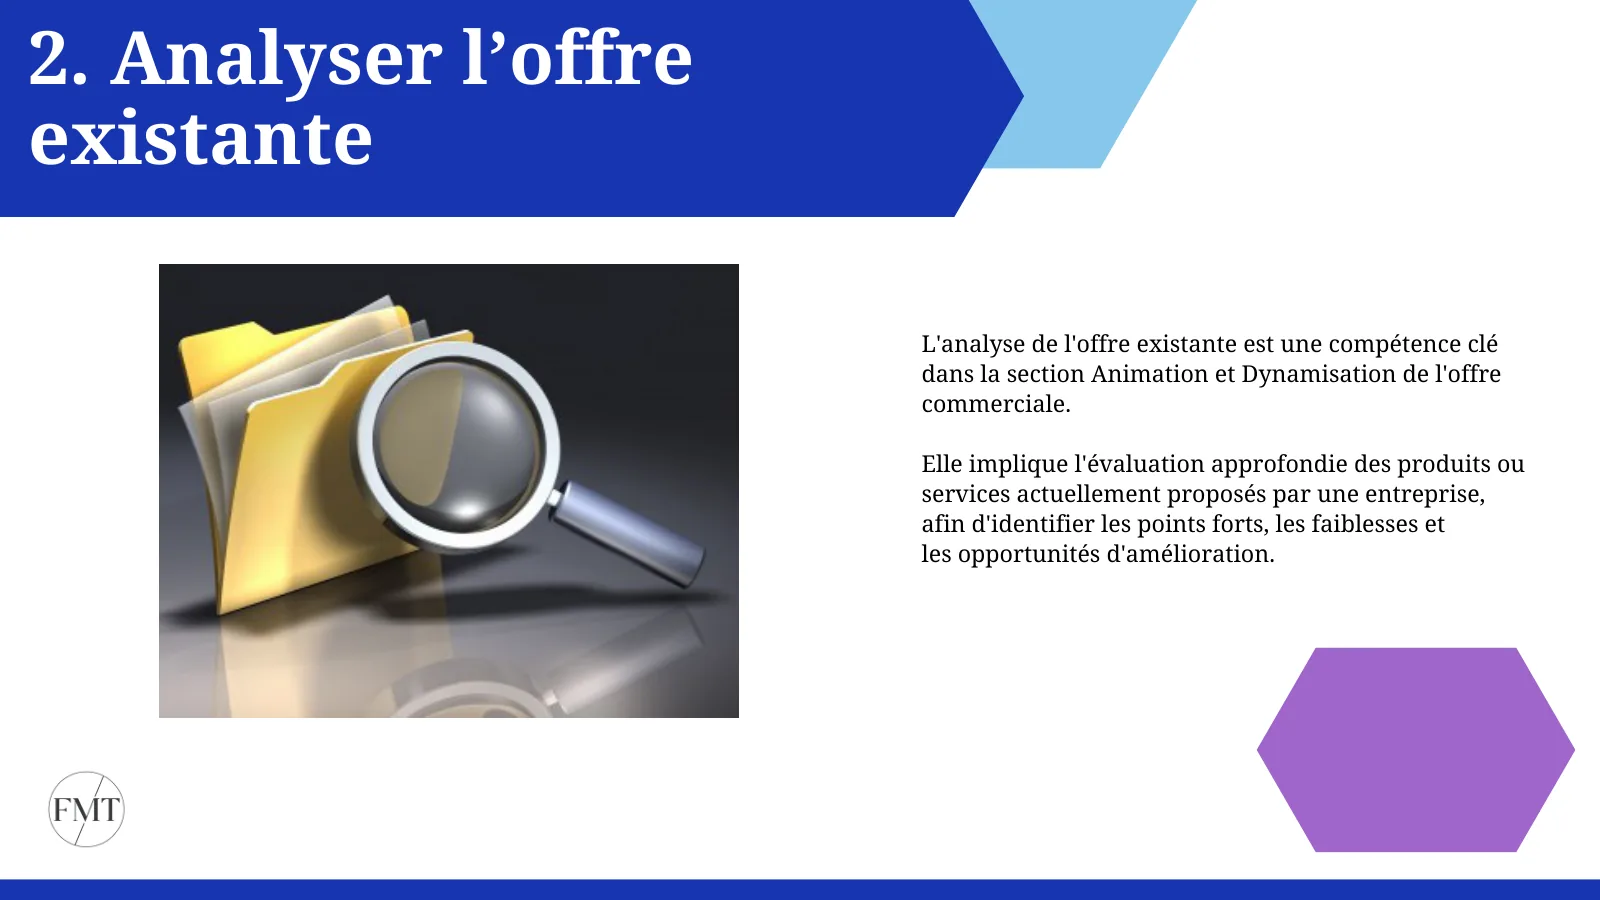 2. Analyser l’offre
existante
L'analyse de l'offre existante est une compétence clé
dans la section Animation et Dynamisation de l'offre
commerciale.
Elle implique l'évaluation approfondie des produits ou
services actuellement proposés par une entreprise,
afin d'identifier les points forts, les faiblesses et
les opportunités d'amélioration.
FMT